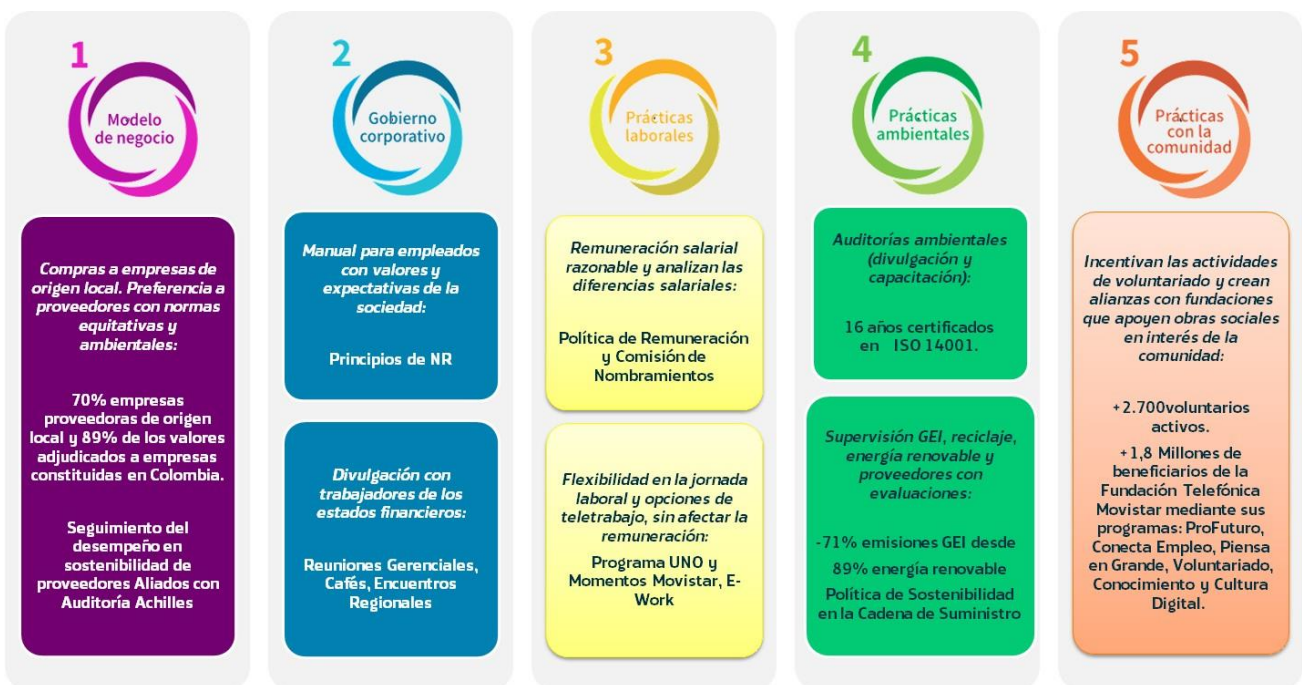 1
Modelo
de negocio
Compras a empresas de
origen local. Preferencia a
proveedores con normas
equitativas y
ambientales:
70% empresas
proveedoras de origen
local y 89% de los valores
adjudicados a empresas
constituidas en Colombia.
Seguimiento del
desempeño en
sostenibilidad de
proveedores Aliados con
Auditoría Achilles
2
Gobierno
corporativo
Manual para empleados
con valores y
expectativas de la
sociedad:
Principios de NR
Divulgación con
trabajadores de los
estados financieros:
Reuniones Gerenciales,
Cafés, Encuentros
Regionales
3
Prácticas
laborales
Remuneración salarial
razonable y analizan las
diferencias salariales:
Política de Remuneración
y Comisión de
Nombramientos
Flexibilidad en la jornada
laboral y opciones de
teletrabajo, sin afectar la
remuneración:
Programa UNO y
Momentos Movistar, E-
Work
4
Prácticas
ambientales
Auditorías ambientales
(divulgación y
capacitación):
16 años certificados
en ISO 14001.
Supervisión GEI, reciclaje,
energía renovable y
proveedores con
evaluaciones:
-71% emisiones GEI desde
89% energía renovable
Política de Sostenibilidad
en la Cadena de Suministro
5
Prácticas
con la
comunidad
Incentivan las actividades
de voluntariado y crean
alianzas con fundaciones
que apoyen obras sociales
en interés de la
comunidad:
+2.700voluntarios
activos.
+1,8 Millones de
beneficiarios de la
Fundación Telefónica
Movistar mediante sus
programas: ProFuturo,
Conecta Empleo, Piensa
en Grande, Voluntariado,
Conocimiento y Cultura
Digital.